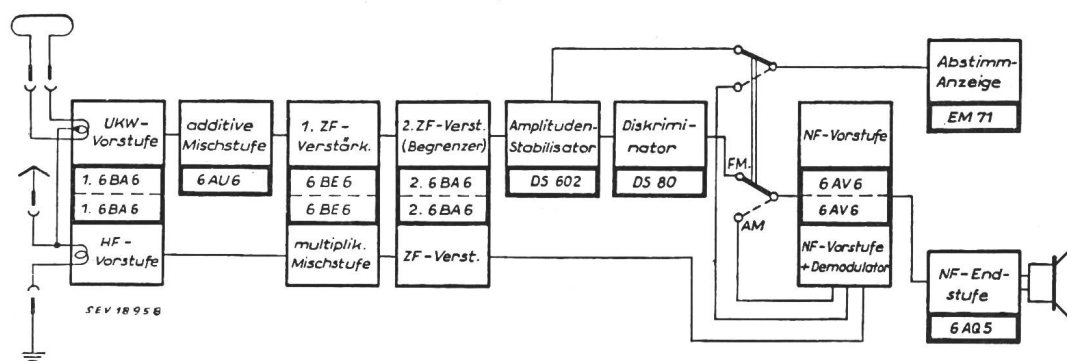 UKW-
Vorstufe
1. 6BA6
1. 6BA6
HF-
Vorstufe
additive
Mischstufe
6AU6
1. ZF-
Verstärk.
6BE6
6BE6
multiplik.
Mischstufe
2. ZF-Verst.
(Begrenzer)
2. 6BA6
2. 6BA6
ZF-Verst.
Amplituden-
Stabilisator
DS 602
Diskrimi-
nator
DS 80
FM.
AM
NF-Vorstufe
6AV6
6AV6
NF-Vorstufe
+Demodulator
Abstimm-
Anzeige
EM 71
NF-End-
stufe
6AQ5
SEV18958